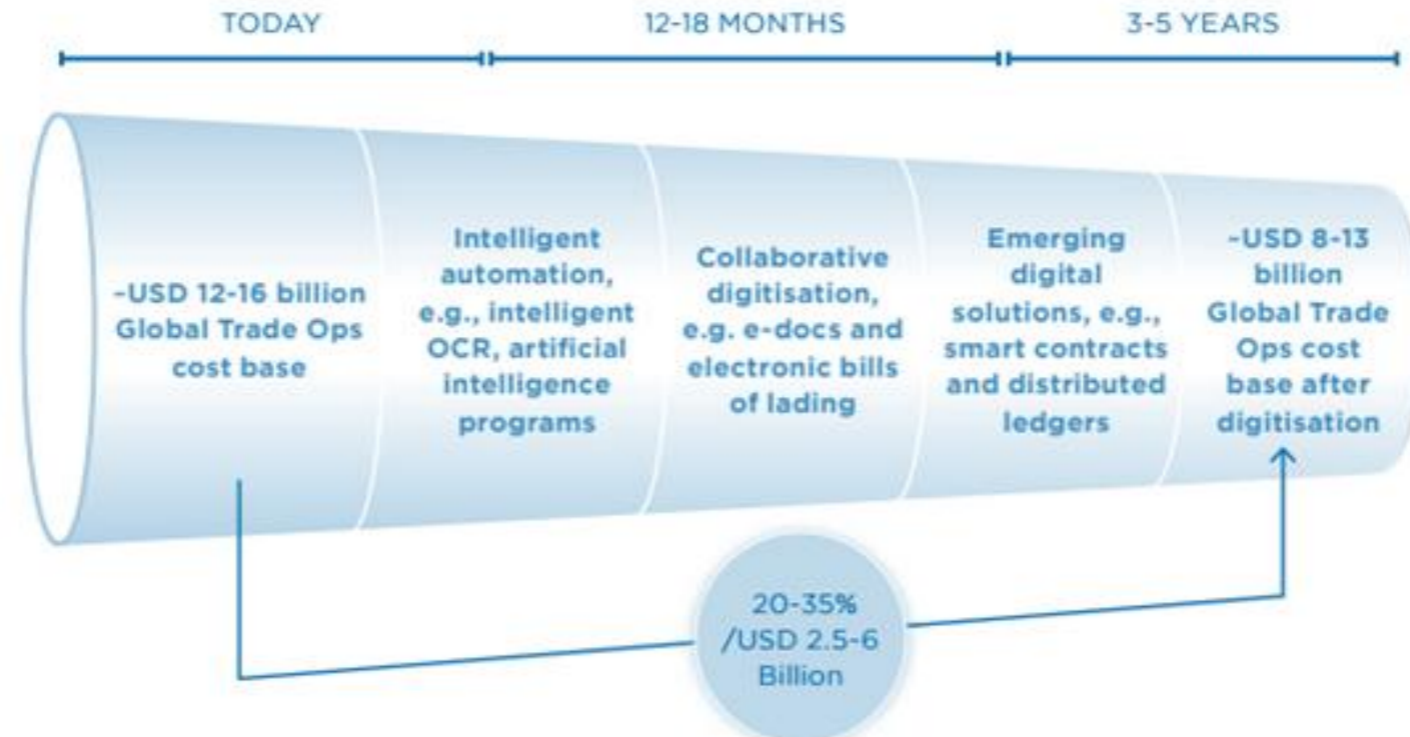 TODAY
12-18 MONTHS
3-5 YEARS
~USD 12-16 billion
Global Trade Ops
cost base
Intelligent
automation,
e.g., intelligent
OCR, artificial
intelligence
programs
Collaborative
digitisation,
e.g. e-docs and
electronic bills
of lading
Emerging
digital
solutions, e.g.,
smart contracts
and distributed
ledgers
~USD 8-13
billion
Global Trade
Ops cost
base after
digitisation
20-35%
/USD 2.5-6
Billion